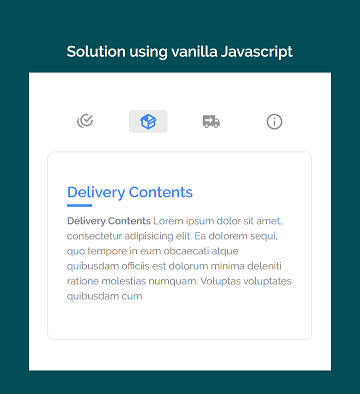 Solution using vanilla Javascript
Delivery Contents
Delivery Contents Lorem ipsum dolor sit amet,
consectetur adipisicing elit. Ea dolorem sequi,
quo tempore in eum obcaecati atque
quibusdam officiis est dolorum minima deleniti
ratione molestias numquam. Voluptas voluptates
quibusdam cum